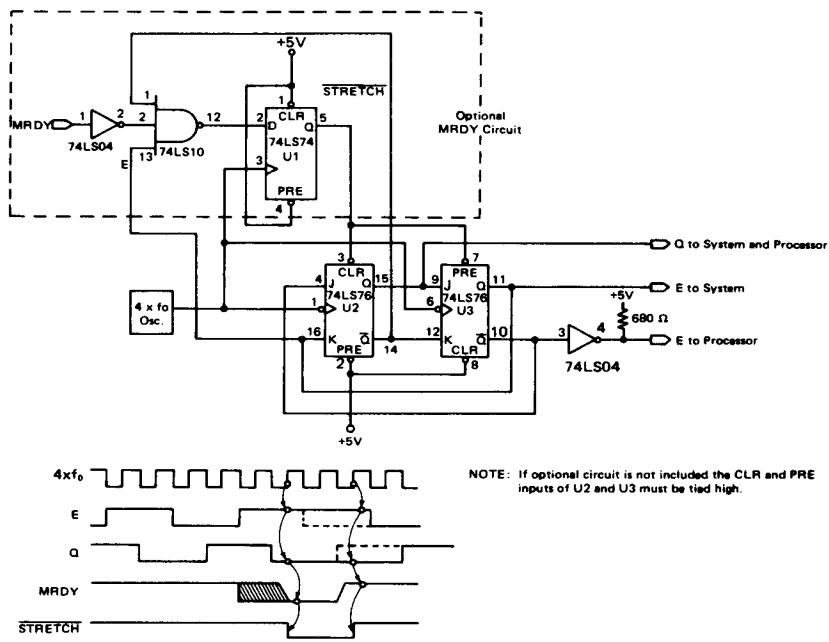 +5V
STRETCH
Optional
MRDY Circuit
MRDY
1
2
74LS04
1
2
13
12
74LS10
E
1
CLR
2
D
Q
5
74LS74
U1
3
PRE
4
3
CLR
4
J
Q
15
74LS76
1
U2
16
K
Q
14
PRE
2
+5V
7
PRE
9
J
Q
11
74LS76
6
U3
12
K
Q
10
CLR
8
4 x fo
Osc.
Q to System and Processor
E to System
+5V
680 Ω
3
4
E to Processor
74LS04
4xf₀
E
Q
MRDY
STRETCH
NOTE: If optional circuit is not included the CLR and PRE
inputs of U2 and U3 must be tied high.